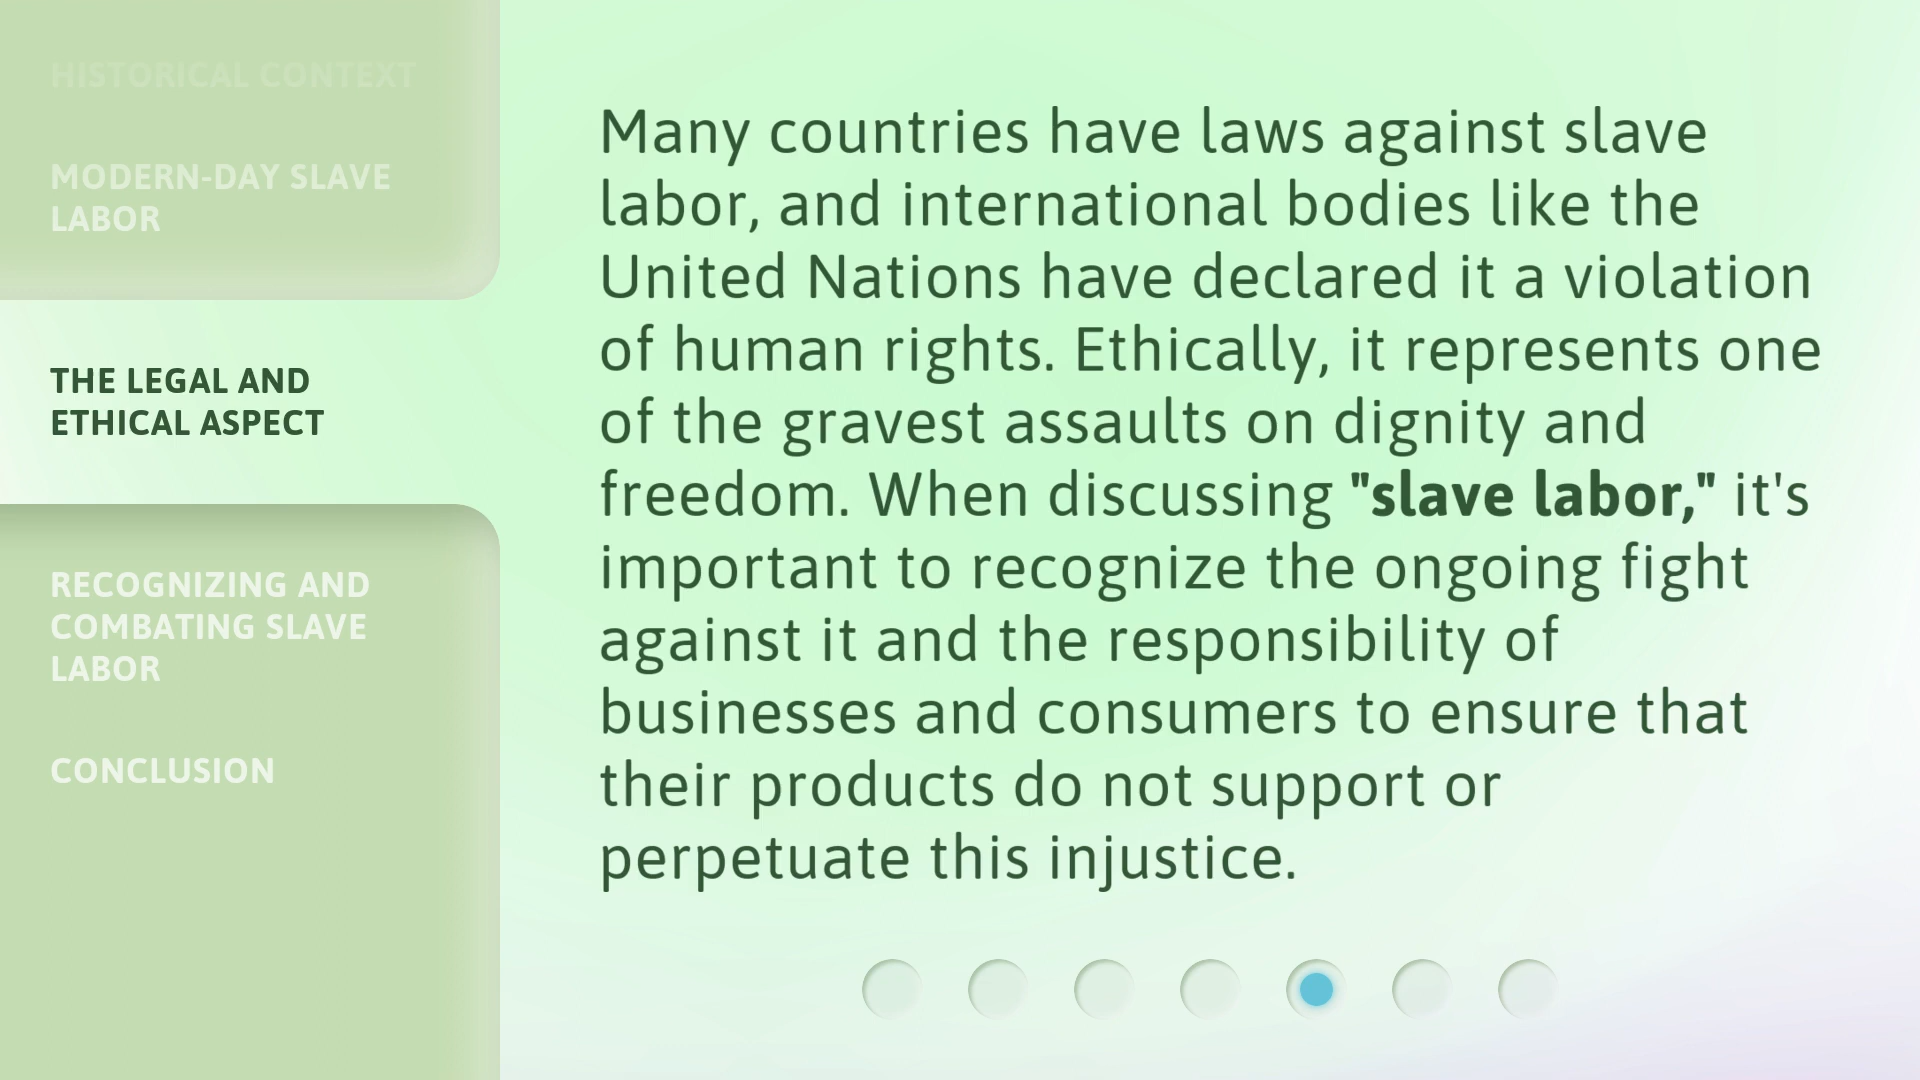 HISTORICAL CONTEXT
MODERN-DAY SLAVE
LABOR
THE LEGAL AND
ETHICAL ASPECT
RECOGNIZING AND
COMBATING SLAVE
LABOR
CONCLUSION
Many countries have laws against slave
labor, and international bodies like the
United Nations have declared it a violation
of human rights. Ethically, it represents one
of the gravest assaults on dignity and
freedom. When discussing "slave labor," it's
important to recognize the ongoing fight
against it and the responsibility of
businesses and consumers to ensure that
their products do not support or
perpetuate this injustice.